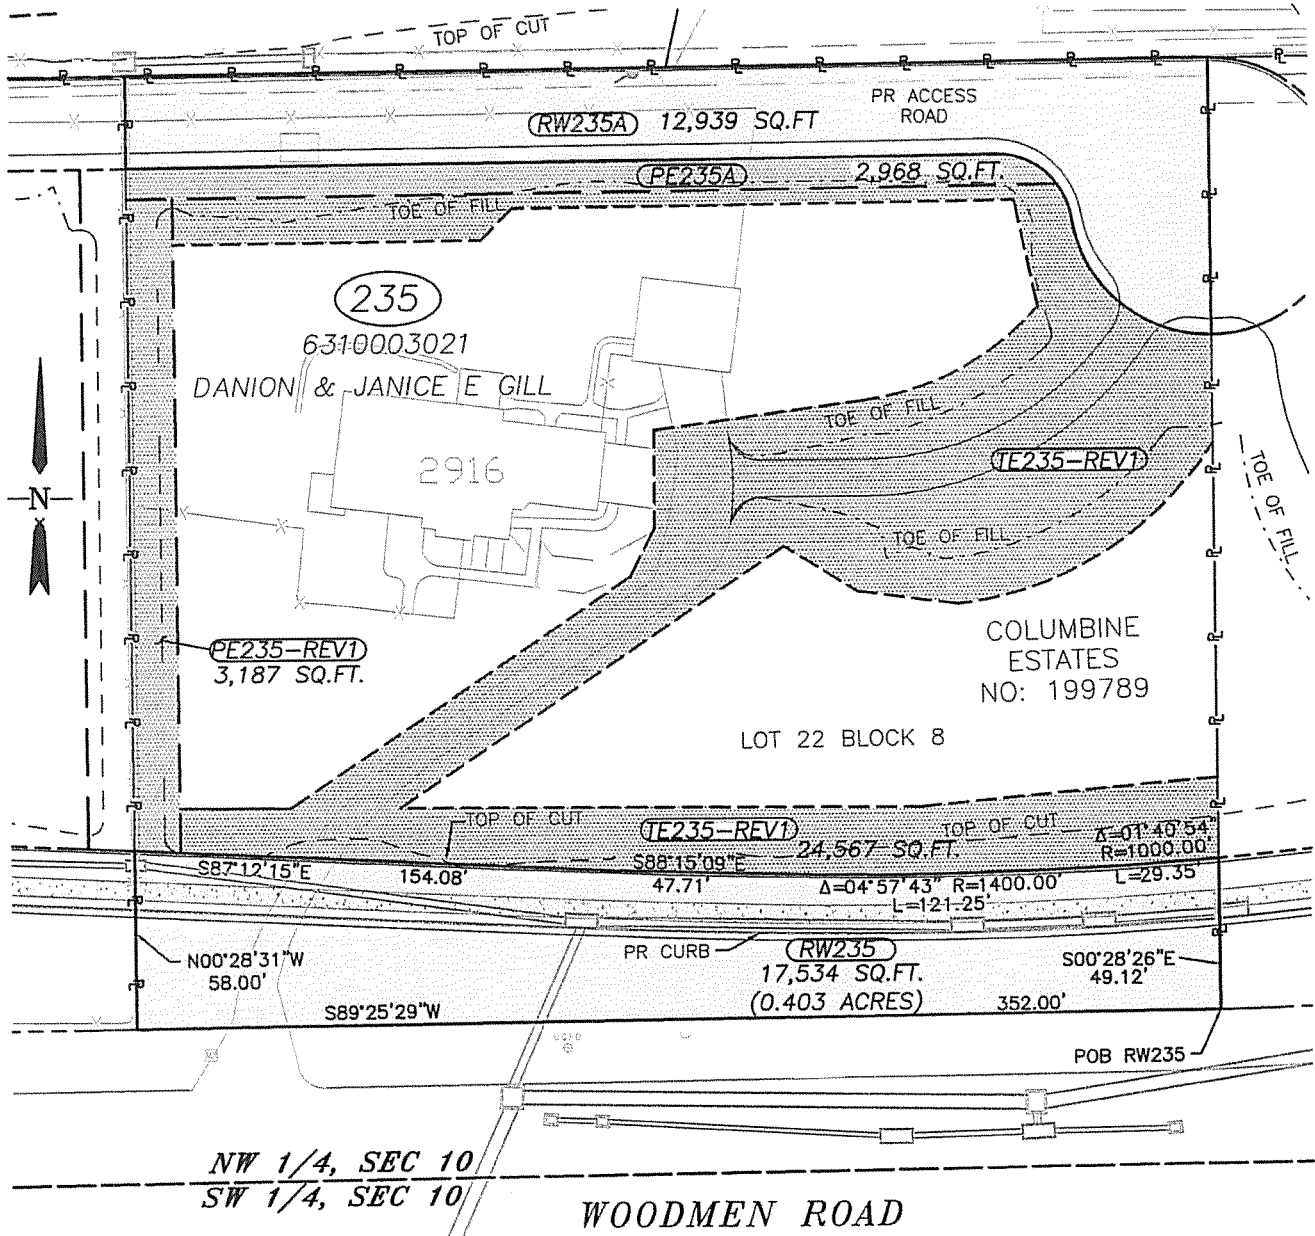 TOP OF CUT
PR ACCESS
ROAD
RW235A 12,939 SQ.FT
PE235A 2,968 SQ.FT.
TOE OF FILL
235
6310003021
DANION & JANICE E GILL
TOE OF FILL
2916
TE235-REV1
TOE OF FILL
TOE OF FILL
N
PE235-REV1
3,187 SQ.FT.
COLUMBINE
ESTATES
NO: 199789
LOT 22 BLOCK 8
TOP OF CUT
TE235-REV1
24,567 SQ.FT.
TOP OF CUT
Δ=01°40'54"
R=1000.00'
L=29.35'
S87°12'15"E
154.08'
S88°15'09"E
47.71'
Δ=04°57'43" R=1400.00'
L=121.25'
PR CURB
RW235
17,534 SQ.FT.
(0.403 ACRES)
N00°28'31"W
58.00'
S00°28'26"E
49.12'
S89°25'29"W
352.00'
POB RW235
NW 1/4, SEC 10
SW 1/4, SEC 10
WOODMEN ROAD